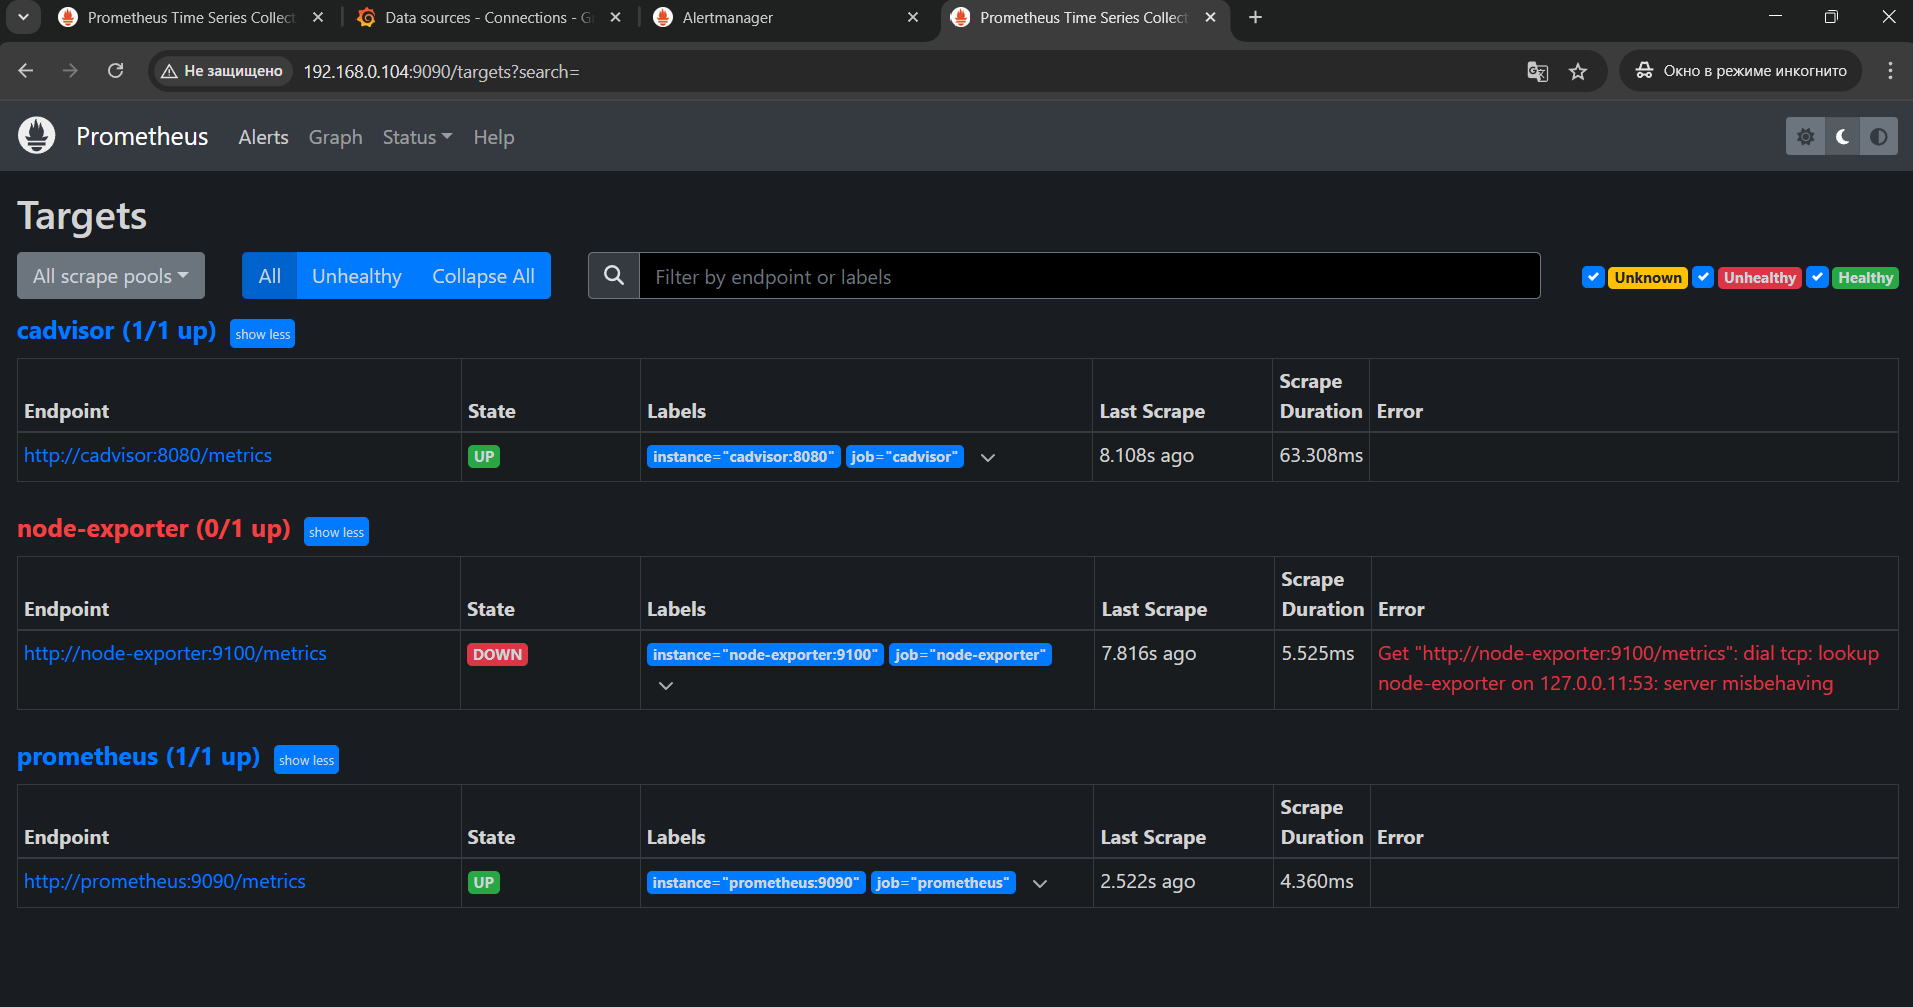 Prometheus Time Series Collect
Data sources - Connections - G
Alertmanager
Prometheus Time Series Collect
Не защищено
192.168.0.104:9090/targets?search=
Окно в режиме инкогнито
Prometheus
Alerts
Graph
Status
Help
Targets
All scrape pools
All
Unhealthy
Collapse All
Filter by endpoint or labels
Unknown
Unhealthy
Healthy
cadvisor (1/1 up)
show less
Endpoint State Labels Last Scrape Scrape Duration Error
http://cadvisor:8080/metrics UP instance="cadvisor:8080" job="cadvisor" 8.108s ago 63.308ms
node-exporter (0/1 up)
show less
Endpoint State Labels Last Scrape Scrape Duration Error
http://node-exporter:9100/metrics DOWN instance="node-exporter:9100" job="node-exporter" 7.816s ago 5.525ms Get "http://node-exporter:9100/metrics": dial tcp: lookup
node-exporter on 127.0.0.11:53: server misbehaving
prometheus (1/1 up)
show less
Endpoint State Labels Last Scrape Scrape Duration Error
http://prometheus:9090/metrics UP instance="prometheus:9090" job="prometheus" 2.522s ago 4.360ms